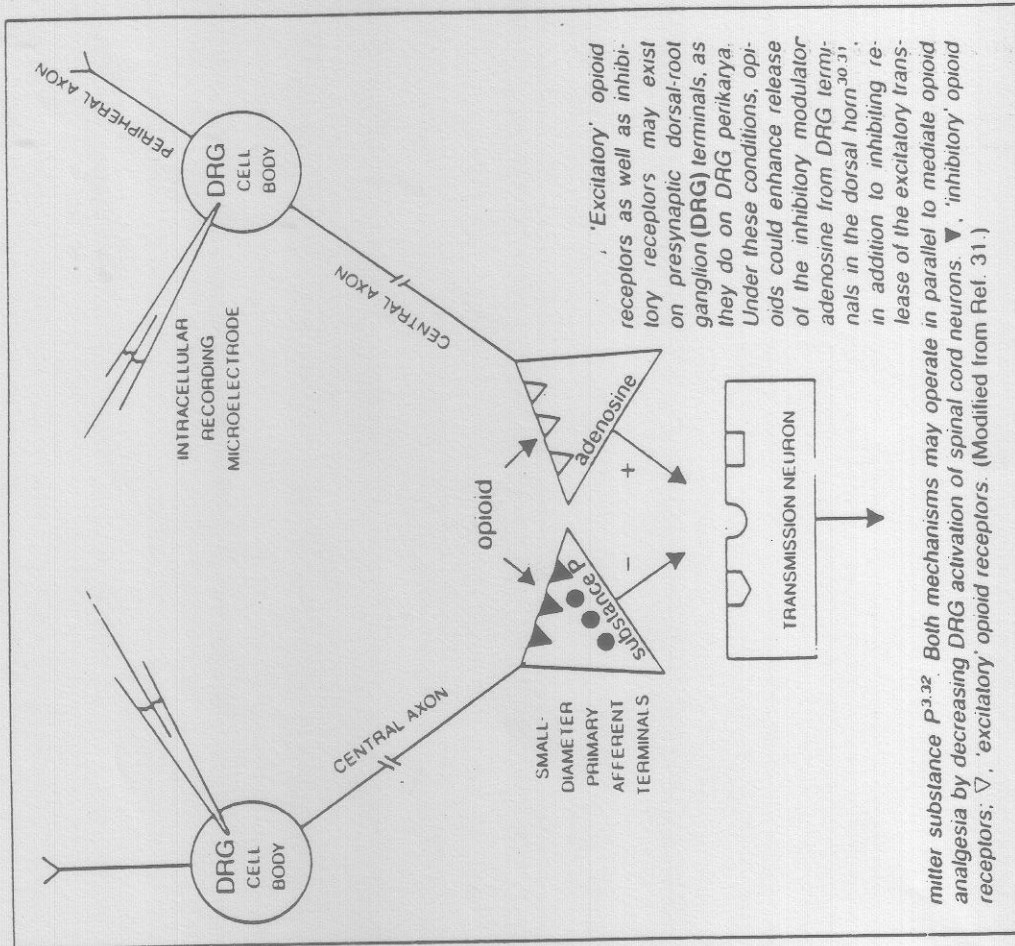 PERIPHERAL AXON
DRG
CELL
BODY
DRG
CELL
BODY
INTRACELLULAR
RECORDING
MICROELECTRODE
CENTRAL AXON
CENTRAL AXON
opioid
SMALL-
DIAMETER
PRIMARY
AFFERENT
TERMINALS
substance P
adenosine
−
+
TRANSMISSION NEURON
'Excitatory' opioid
receptors as well as inhibi-
tory receptors may exist
on presynaptic dorsal-root
ganglion (DRG) terminals, as
they do on DRG perikarya.
Under these conditions, opi-
oids could enhance release
of the inhibitory modulator
adenosine from DRG termi-
nals in the dorsal horn30,31,
in addition to inhibiting re-
lease of the excitatory trans-
mitter substance P3,32. Both mechanisms may operate in parallel to mediate opioid
analgesia by decreasing DRG activation of spinal cord neurons. ▼, 'inhibitory' opioid
receptors; ▽, 'excitatory' opioid receptors. (Modified from Ref. 31.)